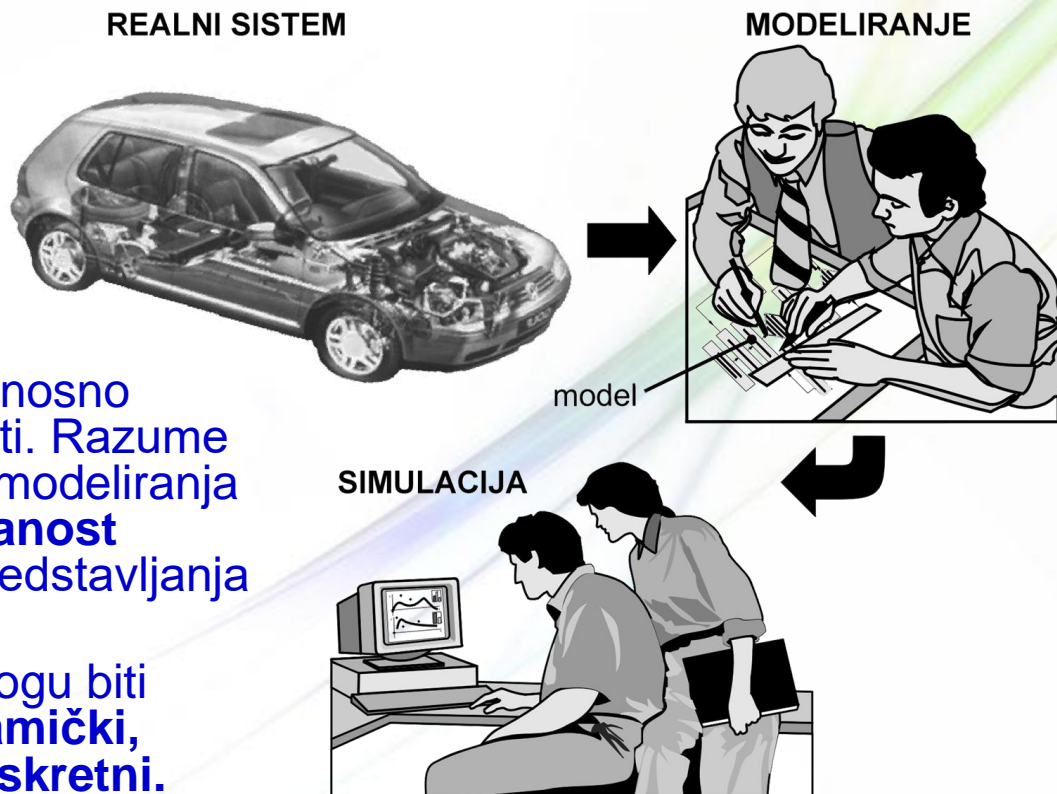 REALNI SISTEM
MODELIRANJE
model
SIMULACIJA
nosno
ti. Razume
modeliranja
anost
edstavljanja
ogu biti
amički,
skretni.